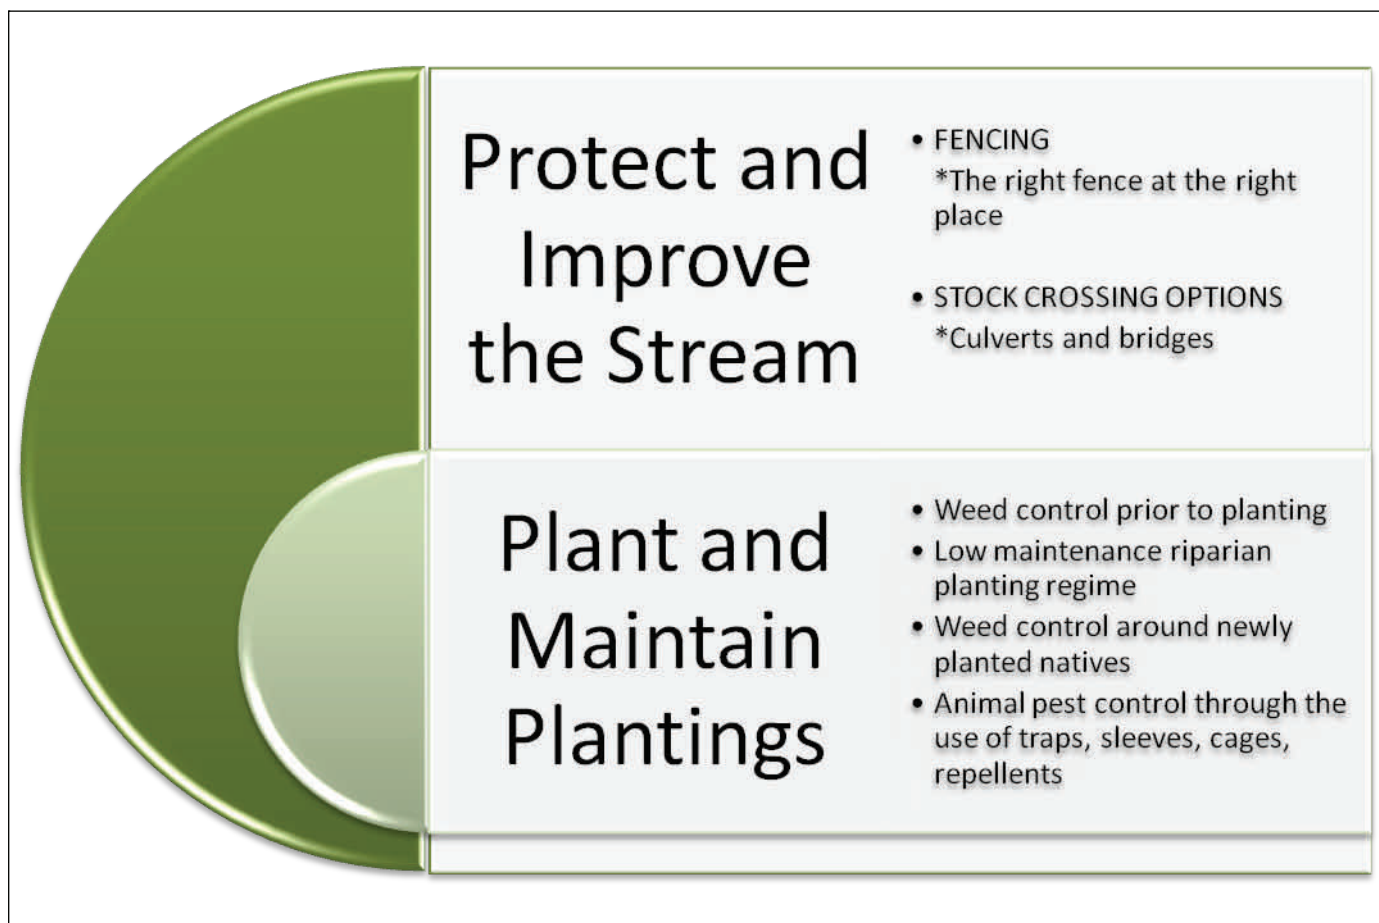 Protect and
Improve
the Stream
• FENCING
*The right fence at the right
place
• STOCK CROSSING OPTIONS
*Culverts and bridges
Plant and
Maintain
Plantings
• Weed control prior to planting
• Low maintenance riparian
planting regime
• Weed control around newly
planted natives
• Animal pest control through the
use of traps, sleeves, cages,
repellents